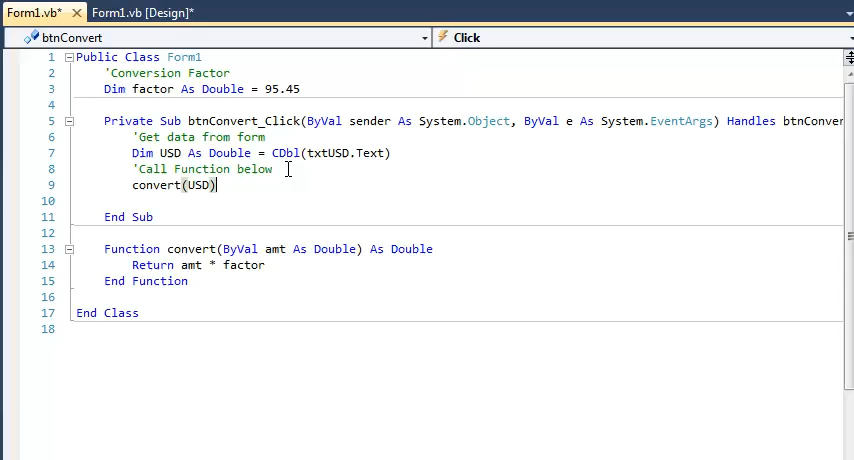 Form1.vb* Form1.vb [Design]*
btnConvert Click
1 Public Class Form1
2 'Conversion Factor
3 Dim factor As Double = 95.45
4
5 Private Sub btnConvert_Click(ByVal sender As System.Object, ByVal e As System.EventArgs) Handles btnConver
6 'Get data from form
7 Dim USD As Double = CDbl(txtUSD.Text)
8 'Call Function below
9 convert(USD)
10
11 End Sub
12
13 Function convert(ByVal amt As Double) As Double
14 Return amt * factor
15 End Function
16
17 End Class
18